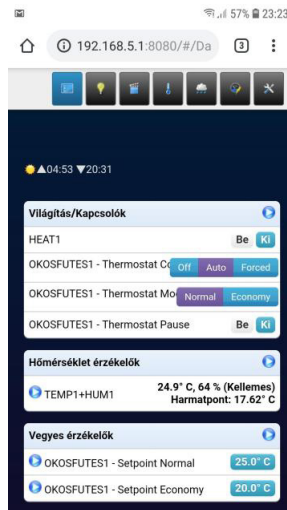 57% 23:23
192.168.5.1:8080/#/Da
3
▲04:53 ▼20:31
Világítás/Kapcsolók
HEAT1 Be Ki
OKOSFUTES1 - Thermostat Off Auto Forced
OKOSFUTES1 - Thermostat Normal Economy
OKOSFUTES1 - Thermostat Pause Be Ki
Hőmérséklet érzékelők
TEMP1+HUM1 24.9° C, 64 % (Kellemes)
Harmatpont: 17.62° C
Vegyes érzékelők
OKOSFUTES1 - Setpoint Normal 25.0° C
OKOSFUTES1 - Setpoint Economy 20.0° C